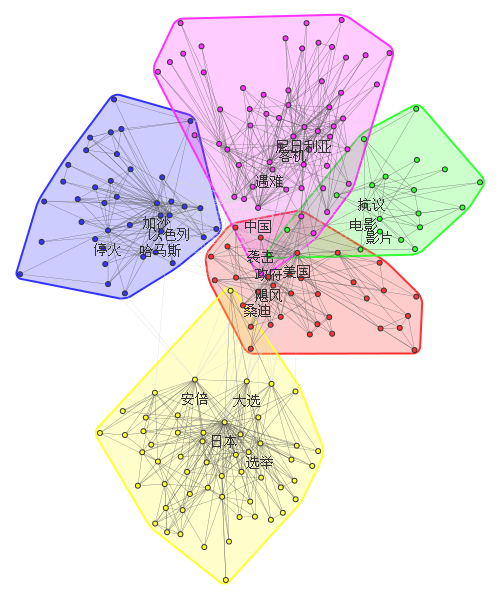 尼日利亚
客机
遇难
抗议
电影
影片
加沙
以色列
停火
哈马斯
中国
袭击
政府
美国
飓风
桑迪
安倍
大选
日本
选举